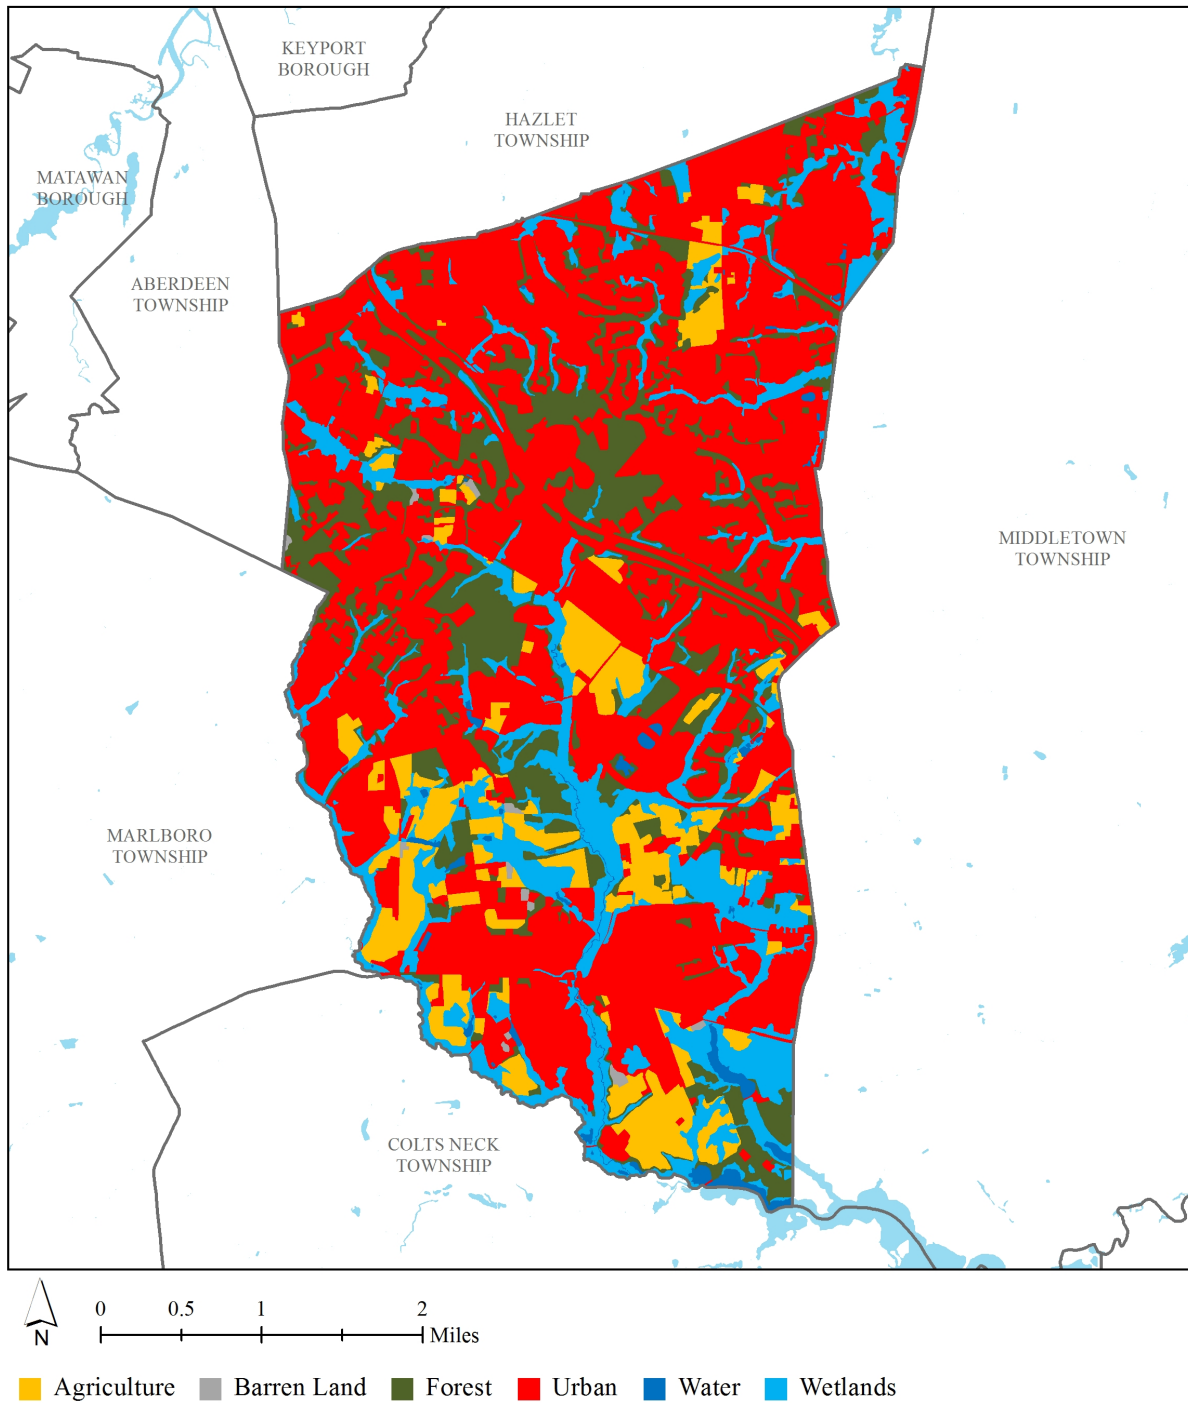 KEYPORT
BOROUGH
HAZLET
TOWNSHIP
MATAWAN
BOROUGH
ABERDEEN
TOWNSHIP
MIDDLETOWN
TOWNSHIP
MARLBORO
TOWNSHIP
COLTS NECK
TOWNSHIP
N
0 0.5 1 2
Miles
Agriculture Barren Land Forest Urban Water Wetlands